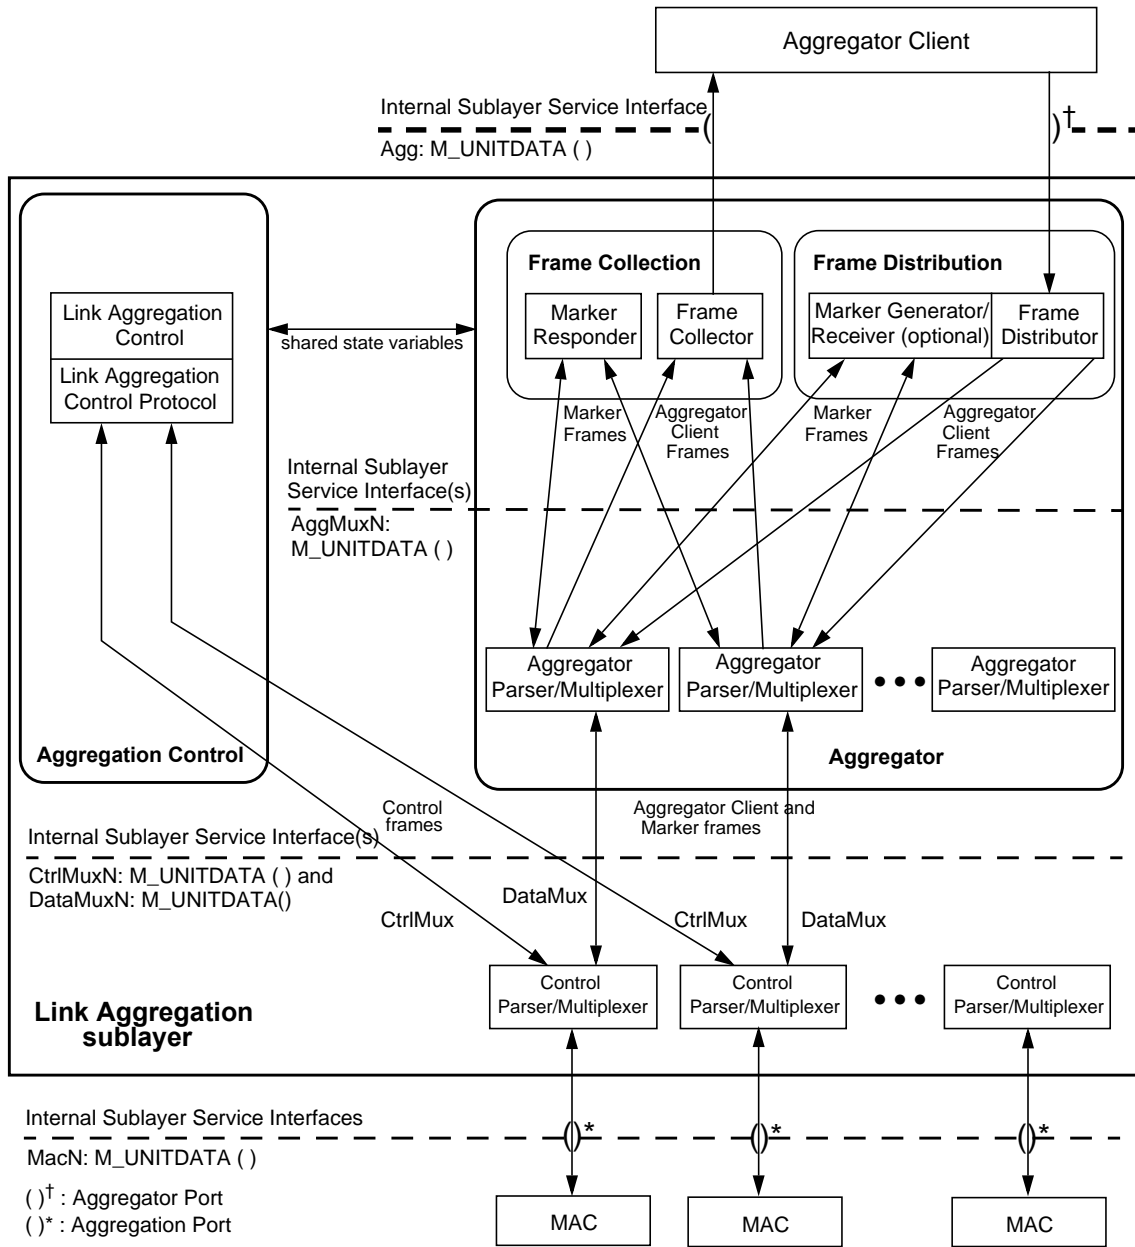 Aggregator Client
Internal Sublayer Service Interface
( )†
Agg: M_UNITDATA ( )
Frame Collection
Frame Distribution
Link Aggregation
Control
Link Aggregation
Control Protocol
shared state variables
Marker
Responder
Frame
Collector
Marker Generator/
Receiver (optional)
Frame
Distributor
Marker
Frames
Aggregator
Client
Frames
Marker
Frames
Aggregator
Client
Frames
Internal Sublayer
Service Interface(s)
AggMuxN:
M_UNITDATA ( )
Aggregator
Parser/Multiplexer
Aggregator
Parser/Multiplexer
•••
Aggregator
Parser/Multiplexer
Aggregation Control
Aggregator
Control
frames
Aggregator Client and
Marker frames
Internal Sublayer Service Interface(s)
CtrlMuxN: M_UNITDATA ( ) and
DataMuxN: M_UNITDATA()
CtrlMux
DataMux
CtrlMux
DataMux
Control
Parser/Multiplexer
Control
Parser/Multiplexer
•••
Control
Parser/Multiplexer
Link Aggregation
sublayer
Internal Sublayer Service Interfaces
()*
()*
()*
MacN: M_UNITDATA ( )
( )† : Aggregator Port
( )* : Aggregation Port
MAC
MAC
MAC